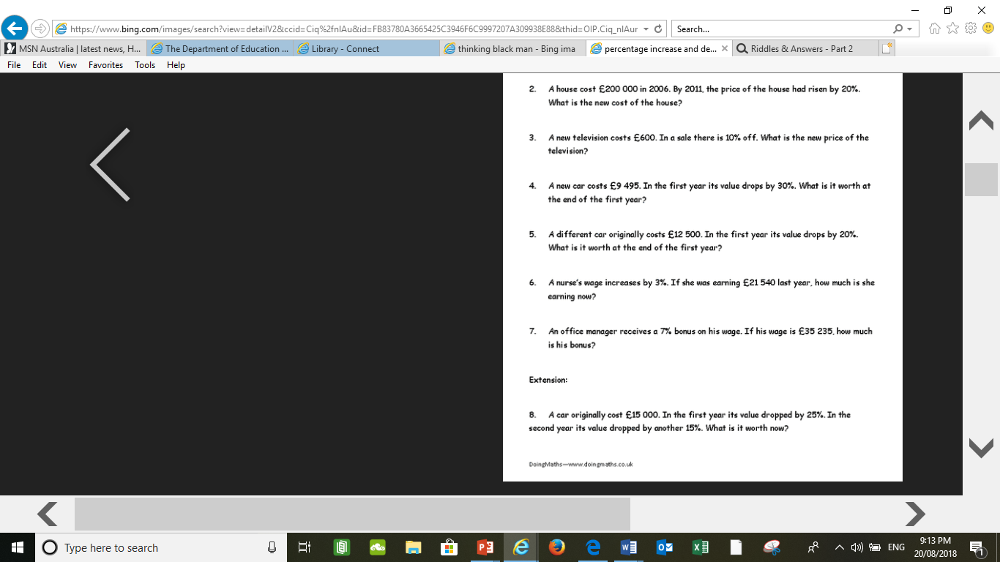 https://www.bing.com/images/search?view=detailV2&ccid=Ciq%2fnIAu&id=FB83780A3665425C3946F6C9997207A309938E58&thid=OIP.Ciq_nIAur
Search...
MSN Australia | latest news, H...
The Department of Education ...
Library - Connect
thinking black man - Bing ima
percentage increase and de...
Riddles & Answers - Part 2
File Edit View Favorites Tools Help
2. A house cost £200 000 in 2006. By 2011, the price of the house had risen by 20%.
What is the new cost of the house?
3. A new television costs £600. In a sale there is 10% off. What is the new price of the
television?
4. A new car costs £9 495. In the first year its value drops by 30%. What is it worth at
the end of the first year?
5. A different car originally costs £12 500. In the first year its value drops by 20%.
What is it worth at the end of the first year?
6. A nurse's wage increases by 3%. If she was earning £21 540 last year, how much is she
earning now?
7. An office manager receives a 7% bonus on his wage. If his wage is £35 235, how much
is his bonus?
Extension:
8. A car originally cost £15 000. In the first year its value dropped by 25%. In the
second year its value dropped by another 15%. What is it worth now?
DoingMaths—www.doingmaths.co.uk
Type here to search
ENG
9:13 PM
20/08/2018
1